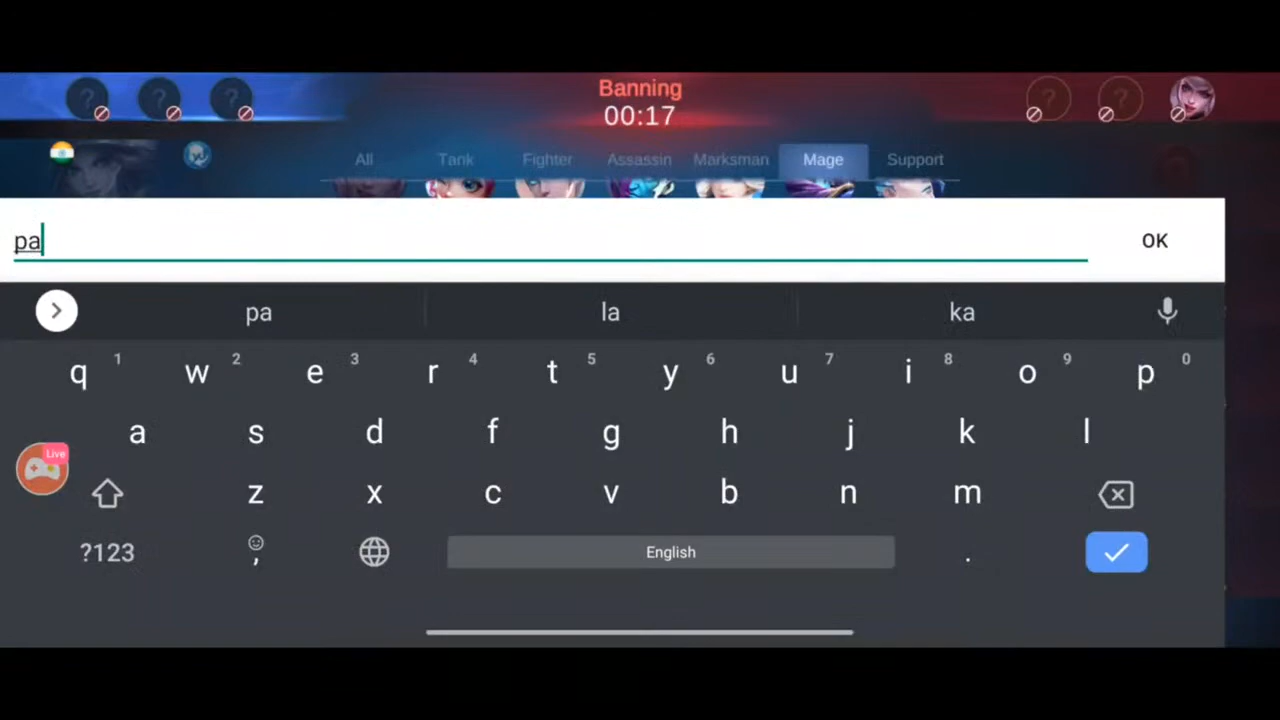 Banning
00:17
All Tank Fighter Assassin Marksman Mage Support
pa OK
pa la ka
q 1 w 2 e 3 r 4 t 5 y 6 u 7 i 8 o 9 p 0
a s d f g h j k l
Live
z x c v b n m
?123 , English .